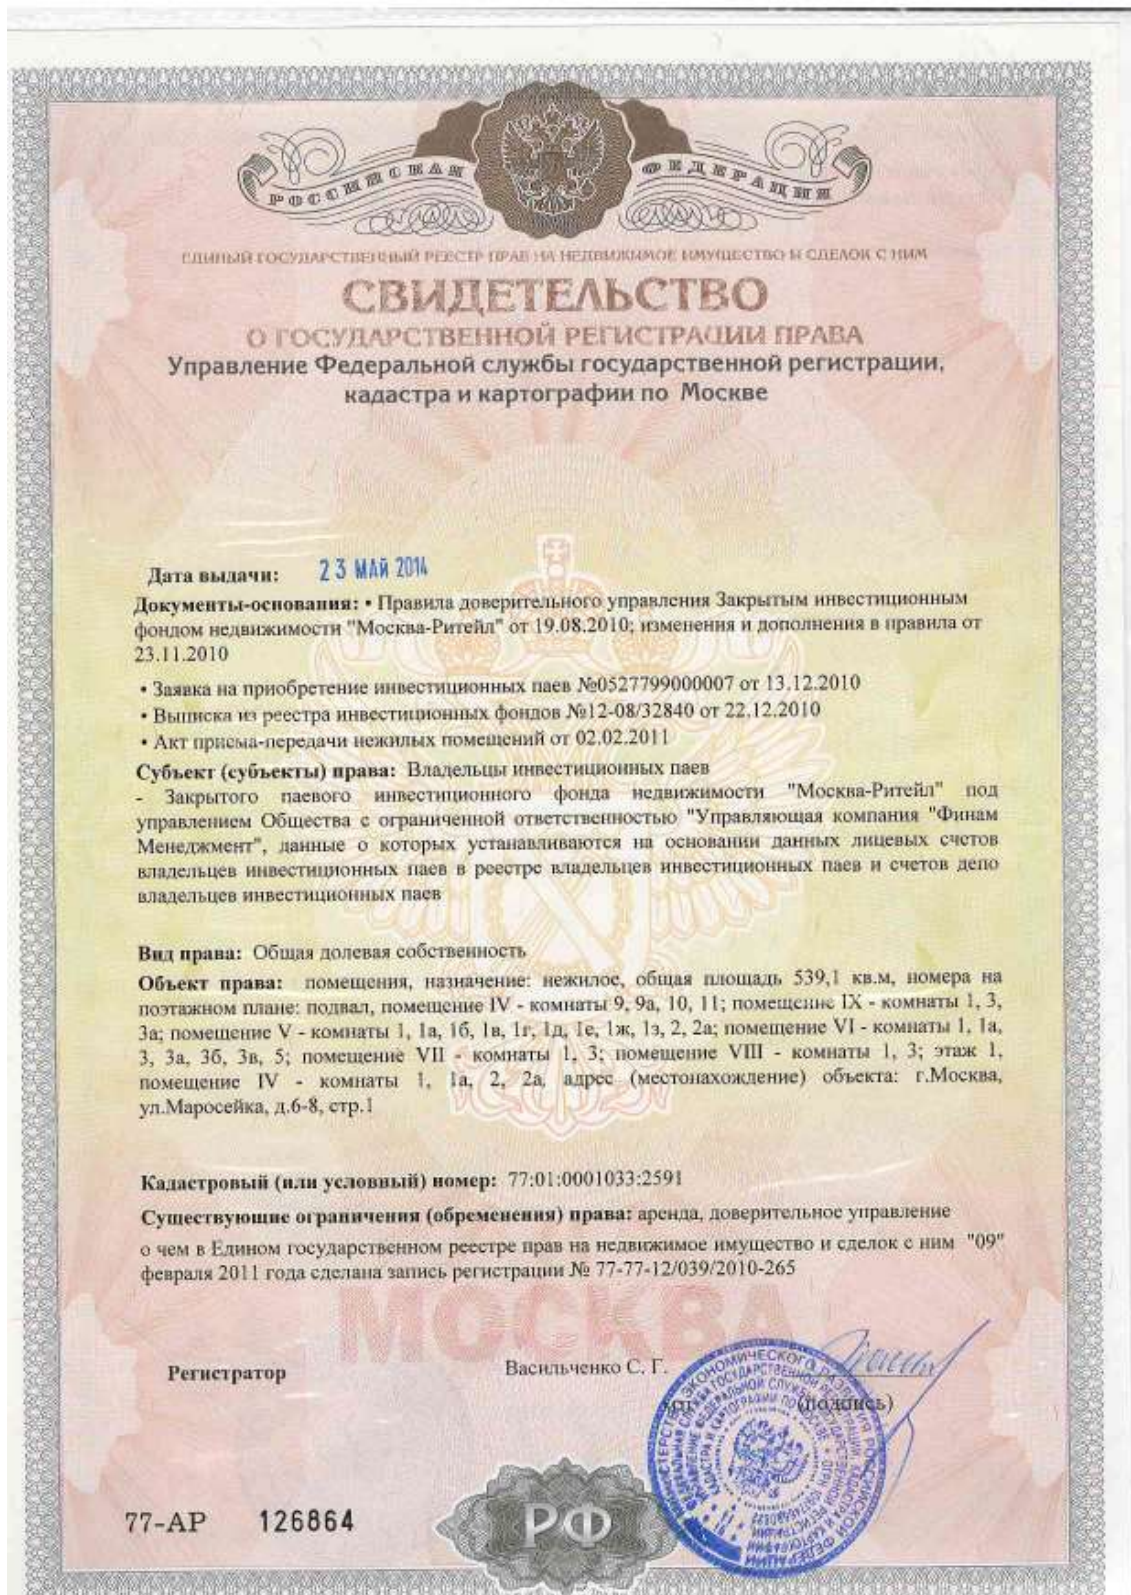 РОССИЙСКАЯ ФЕДЕРАЦИЯ
ЕДИНЫЙ ГОСУДАРСТВЕННЫЙ РЕЕСТР ПРАВ НА НЕДВИЖИМОЕ ИМУЩЕСТВО И СДЕЛОК С НИМ
СВИДЕТЕЛЬСТВО
О ГОСУДАРСТВЕННОЙ РЕГИСТРАЦИИ ПРАВА
Управление Федеральной службы государственной регистрации,
кадастра и картографии по Москве
Дата выдачи: 23 МАЙ 2014
Документы-основания: • Правила доверительного управления Закрытым инвестиционным
фондом недвижимости "Москва-Ритейл" от 19.08.2010; изменения и дополнения в правила от
23.11.2010
• Заявка на приобретение инвестиционных паев №0527799000007 от 13.12.2010
• Выписка из реестра инвестиционных фондов №12-08/32840 от 22.12.2010
• Акт приема-передачи нежилых помещений от 02.02.2011
Субъект (субъекты) права: Владельцы инвестиционных паев
- Закрытого паевого инвестиционного фонда недвижимости "Москва-Ритейл" под
управлением Общества с ограниченной ответственностью "Управляющая компания "Финам
Менеджмент", данные о которых устанавливаются на основании данных лицевых счетов
владельцев инвестиционных паев в реестре владельцев инвестиционных паев и счетов депо
владельцев инвестиционных паев
Вид права: Общая долевая собственность
Объект права: помещения, назначение: нежилое, общая площадь 539,1 кв.м, номера на
поэтажном плане: подвал, помещение IV - комнаты 9, 9а, 10, 11; помещение IX - комнаты 1, 3,
3а; помещение V - комнаты 1, 1а, 1б, 1в, 1г, 1д, 1е, 1ж, 1з, 2, 2а; помещение VI - комнаты 1, 1а,
3, 3а, 3б, 3в, 5; помещение VII - комнаты 1, 3; помещение VIII - комнаты 1, 3; этаж 1,
помещение IV - комнаты 1, 1а, 2, 2а, адрес (местонахождение) объекта: г.Москва,
ул.Маросейка, д.6-8, стр.1
Кадастровый (или условный) номер: 77:01:0001033:2591
Существующие ограничения (обременения) права: аренда, доверительное управление
о чем в Едином государственном реестре прав на недвижимое имущество и сделок с ним "09"
февраля 2011 года сделана запись регистрации № 77-77-12/039/2010-265
МОСКВА
Регистратор Васильченко С. Г.
(подпись)
77-АР 126864
РФ